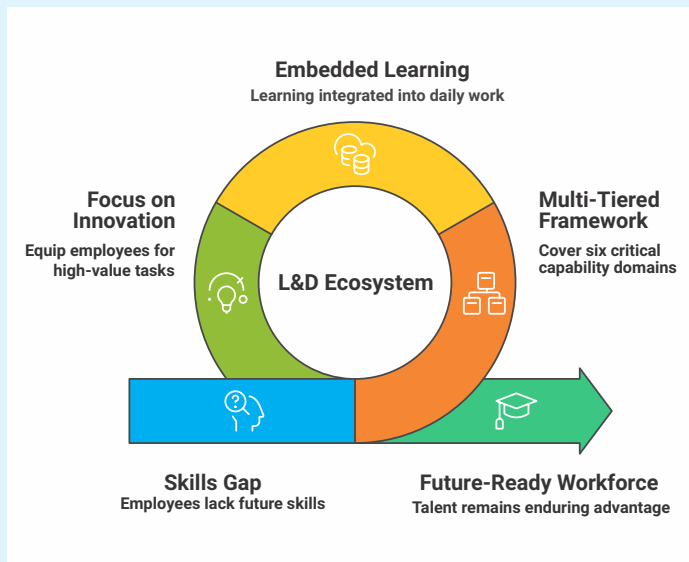 Embedded Learning
Learning integrated into daily work
Focus on
Innovation
Equip employees for
high-value tasks
Multi-Tiered
Framework
Cover six critical
capability domains
L&D Ecosystem
?
Skills Gap
Employees lack future skills
Future-Ready Workforce
Talent remains enduring advantage